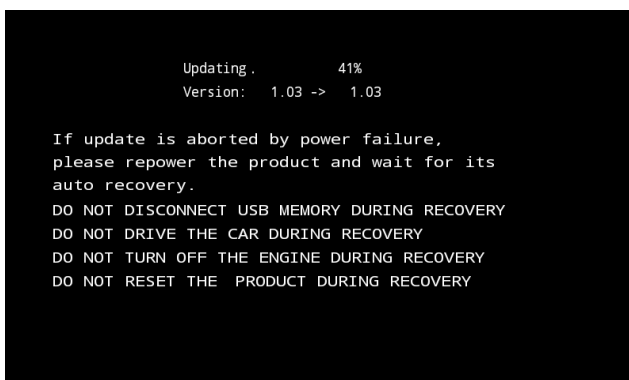 Updating. 41%
Version: 1.03 -> 1.03
If update is aborted by power failure,
please repower the product and wait for its
auto recovery.
DO NOT DISCONNECT USB MEMORY DURING RECOVERY
DO NOT DRIVE THE CAR DURING RECOVERY
DO NOT TURN OFF THE ENGINE DURING RECOVERY
DO NOT RESET THE PRODUCT DURING RECOVERY